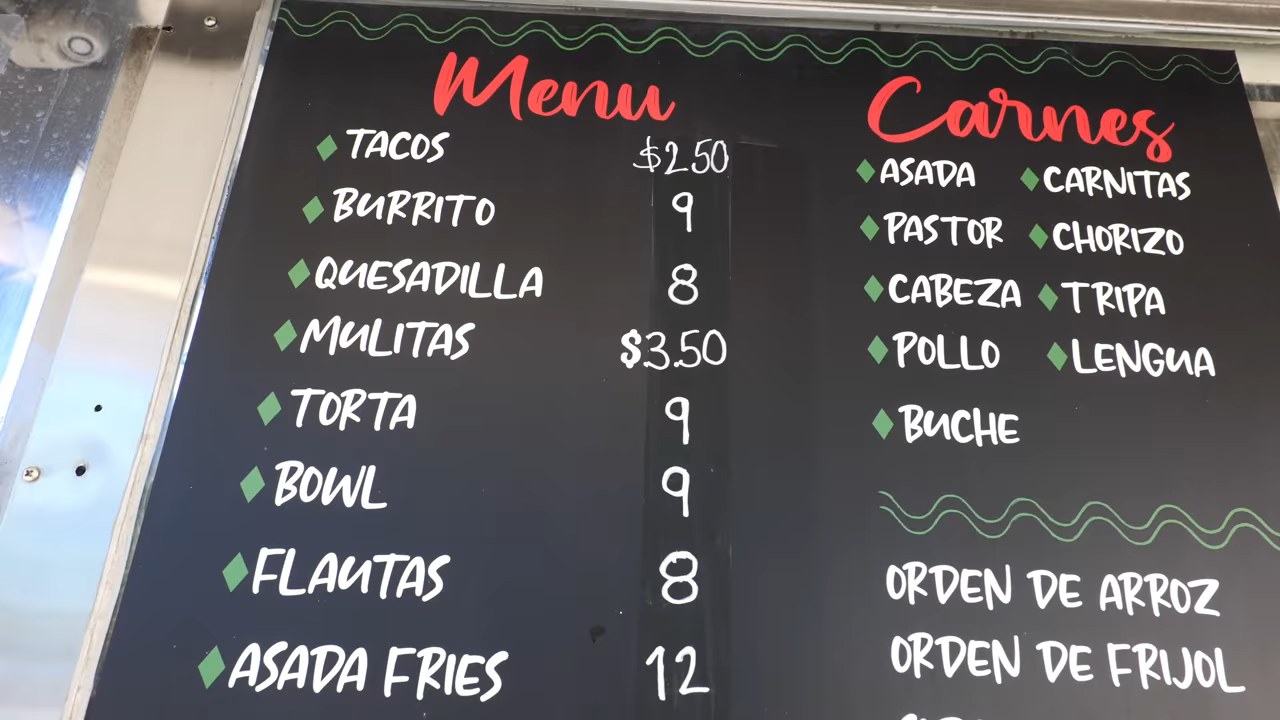 Menu
TACOS $2.50
BURRITO 9
QUESADILLA 8
MULITAS $3.50
TORTA 9
BOWL 9
FLAUTAS 8
ASADA FRIES 12
Carnes
ASADA CARNITAS
PASTOR CHORIZO
CABEZA TRIPA
POLLO LENGUA
BUCHE
ORDEN DE ARROZ
ORDEN DE FRIJOL